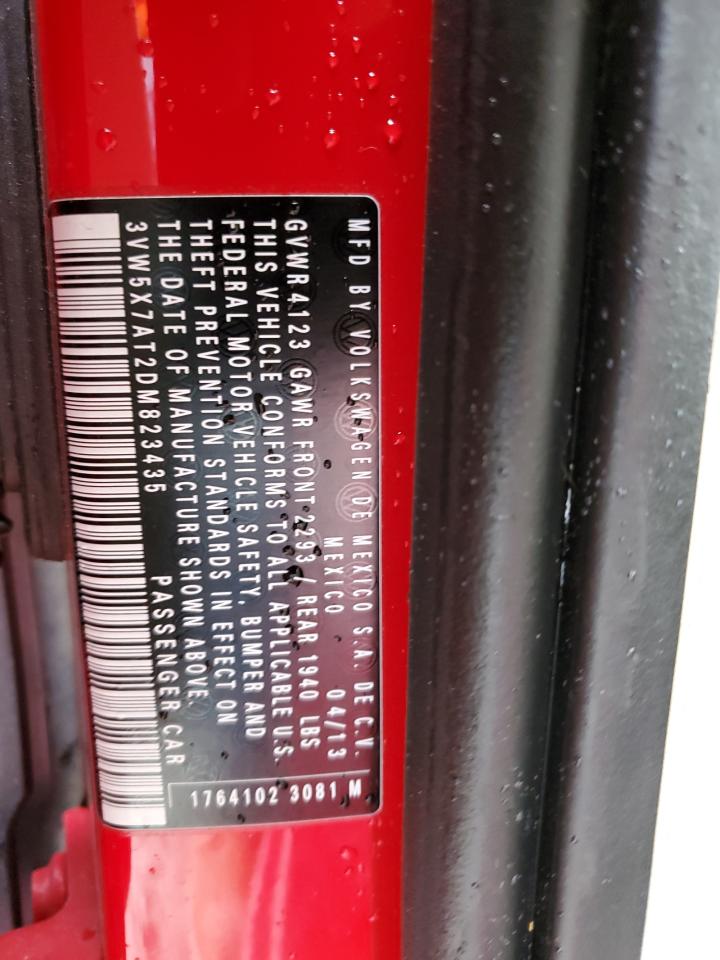 MFD BY VOLKSWAGEN DE MEXICO S.A. DE C.V.
MEXICO 04/13
GVWR 4123 GAWR FRONT 2293 / REAR 1940 LBS
THIS VEHICLE CONFORMS TO ALL APPLICABLE U.S.
FEDERAL MOTOR VEHICLE SAFETY, BUMPER AND
THEFT PREVENTION STANDARDS IN EFFECT ON
THE DATE OF MANUFACTURE SHOWN ABOVE.
3VW5X7AT2DM823435 PASSENGER CAR
1764102 3081 M